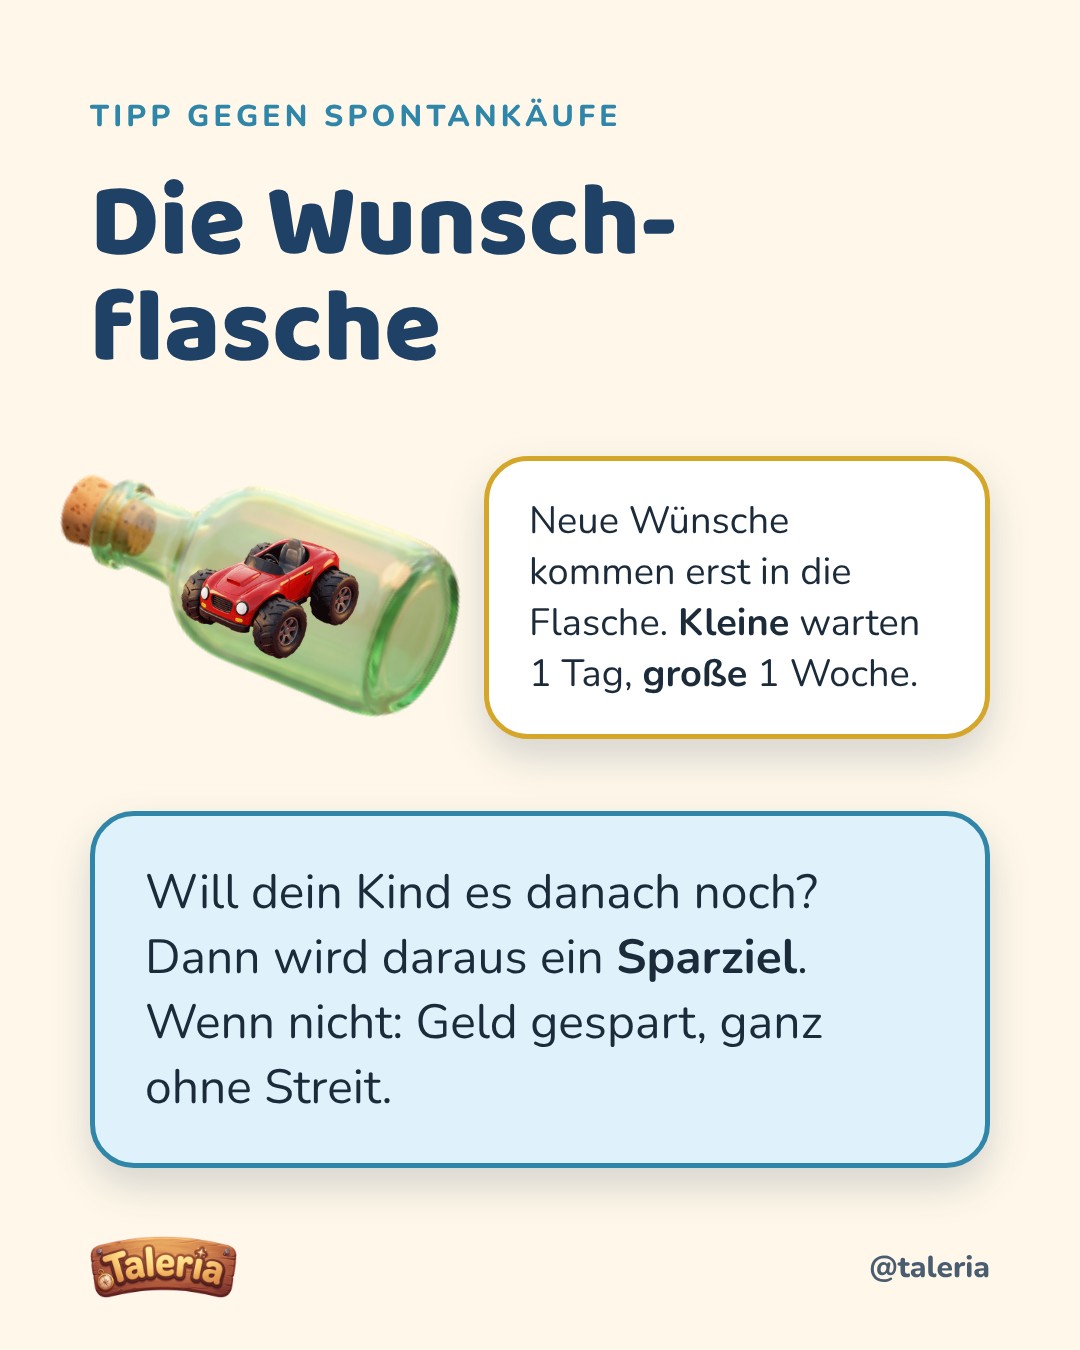 TIPP GEGEN SPONTANKÄUFE
Die Wunsch-
flasche
Neue Wünsche
kommen erst in die
Flasche. Kleine warten
1 Tag, große 1 Woche.
Will dein Kind es danach noch?
Dann wird daraus ein Sparziel.
Wenn nicht: Geld gespart, ganz
ohne Streit.
Taleria
@taleria